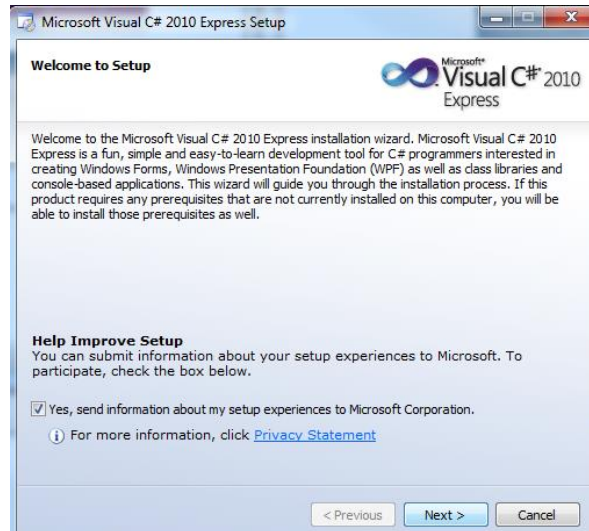 Microsoft Visual C# 2010 Express Setup
Welcome to Setup
Microsoft®
Visual C#® 2010
Express
Welcome to the Microsoft Visual C# 2010 Express installation wizard. Microsoft Visual C# 2010
Express is a fun, simple and easy-to-learn development tool for C# programmers interested in
creating Windows Forms, Windows Presentation Foundation (WPF) as well as class libraries and
console-based applications. This wizard will guide you through the installation process. If this
product requires any prerequisites that are not currently installed on this computer, you will be
able to install those prerequisites as well.
Help Improve Setup
You can submit information about your setup experiences to Microsoft. To
participate, check the box below.
Yes, send information about my setup experiences to Microsoft Corporation.
For more information, click Privacy Statement
< Previous
Next >
Cancel